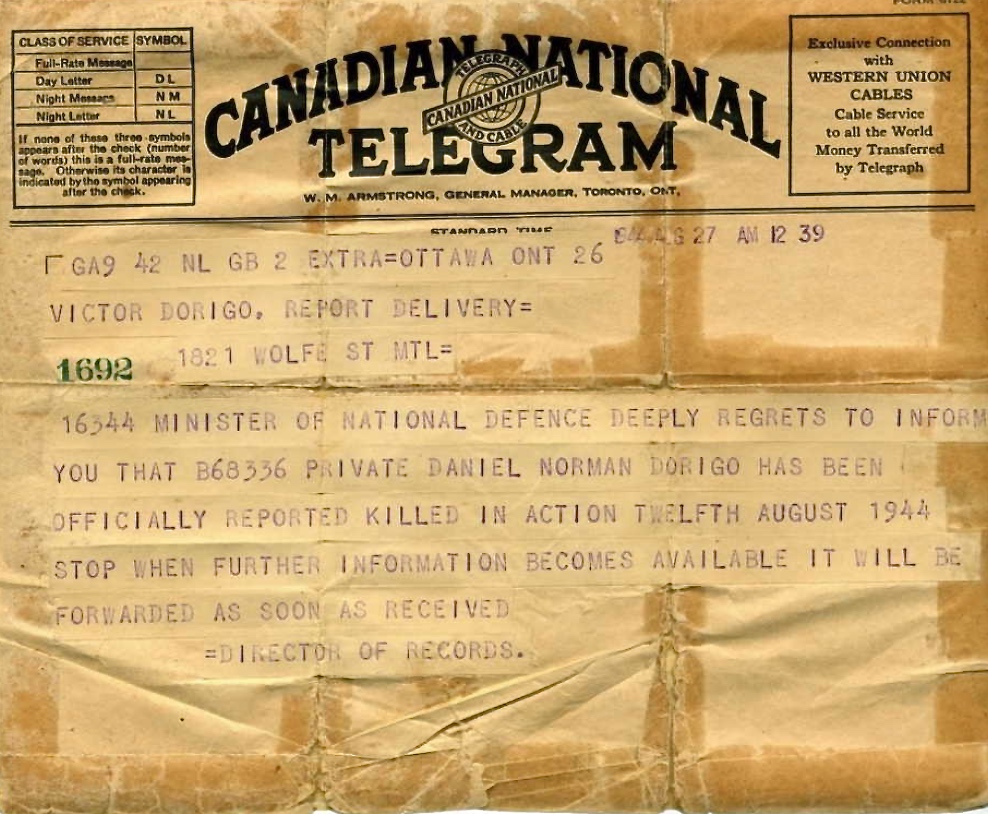 CLASS OF SERVICE SYMBOL
Full-Rate Message
Day Letter D L
Night Message N M
Night Letter N L
If none of these three symbols
appears after the check (number
of words) this is a full-rate mes-
sage. Otherwise its character is
indicated by the symbol appearing
after the check.
CANADIAN NATIONAL
TELEGRAPH
CANADIAN NATIONAL
AND CABLE
TELEGRAM
W. M. ARMSTRONG, GENERAL MANAGER, TORONTO, ONT.
Exclusive Connection
with
WESTERN UNION
CABLES
Cable Service
to all the World
Money Transferred
by Telegraph
STANDARD TIME
27 AM 12 39
GA9 42 NL GB 2 EXTRA=OTTAWA ONT 26
VICTOR DORIGO, REPORT DELIVERY=
1692 1821 WOLFE ST MTL=
16344 MINISTER OF NATIONAL DEFENCE DEEPLY REGRETS TO INFORM
YOU THAT B68336 PRIVATE DANIEL NORMAN DORIGO HAS BEEN
OFFICIALLY REPORTED KILLED IN ACTION TWELFTH AUGUST 1944
STOP WHEN FURTHER INFORMATION BECOMES AVAILABLE IT WILL BE
FORWARDED AS SOON AS RECEIVED
=DIRECTOR OF RECORDS.